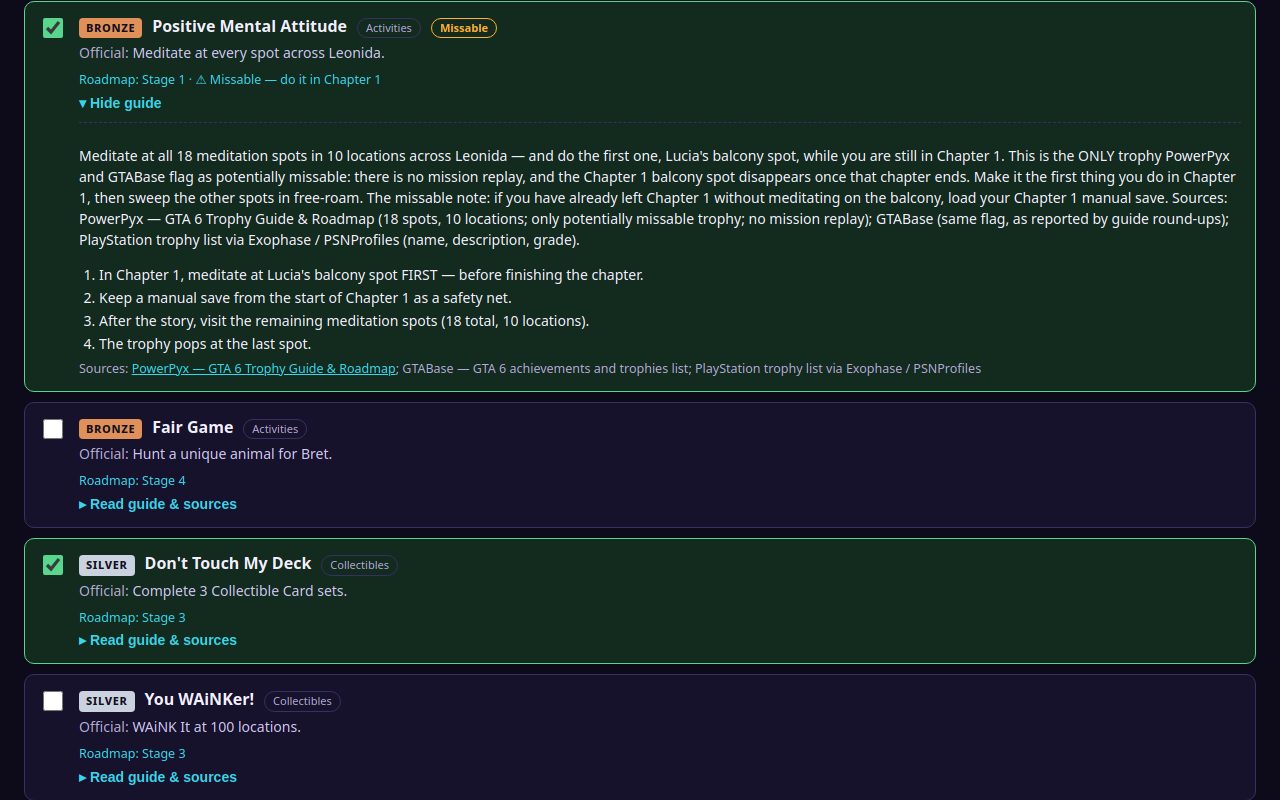 BRONZE Positive Mental Attitude Activities Missable
Official: Meditate at every spot across Leonida.
Roadmap: Stage 1 · ⚠ Missable — do it in Chapter 1
▾ Hide guide
Meditate at all 18 meditation spots in 10 locations across Leonida — and do the first one, Lucia's balcony spot, while you are still in Chapter 1. This is the ONLY trophy PowerPyx
and GTABase flag as potentially missable: there is no mission replay, and the Chapter 1 balcony spot disappears once that chapter ends. Make it the first thing you do in Chapter
1, then sweep the other spots in free-roam. The missable note: if you have already left Chapter 1 without meditating on the balcony, load your Chapter 1 manual save. Sources:
PowerPyx — GTA 6 Trophy Guide & Roadmap (18 spots, 10 locations; only potentially missable trophy; no mission replay); GTABase (same flag, as reported by guide round-ups);
PlayStation trophy list via Exophase / PSNProfiles (name, description, grade).
1. In Chapter 1, meditate at Lucia's balcony spot FIRST — before finishing the chapter.
2. Keep a manual save from the start of Chapter 1 as a safety net.
3. After the story, visit the remaining meditation spots (18 total, 10 locations).
4. The trophy pops at the last spot.
Sources: PowerPyx — GTA 6 Trophy Guide & Roadmap; GTABase — GTA 6 achievements and trophies list; PlayStation trophy list via Exophase / PSNProfiles
BRONZE Fair Game Activities
Official: Hunt a unique animal for Bret.
Roadmap: Stage 4
▸ Read guide & sources
SILVER Don't Touch My Deck Collectibles
Official: Complete 3 Collectible Card sets.
Roadmap: Stage 3
▸ Read guide & sources
SILVER You WAiNKer! Collectibles
Official: WAiNK It at 100 locations.
Roadmap: Stage 3
▸ Read guide & sources